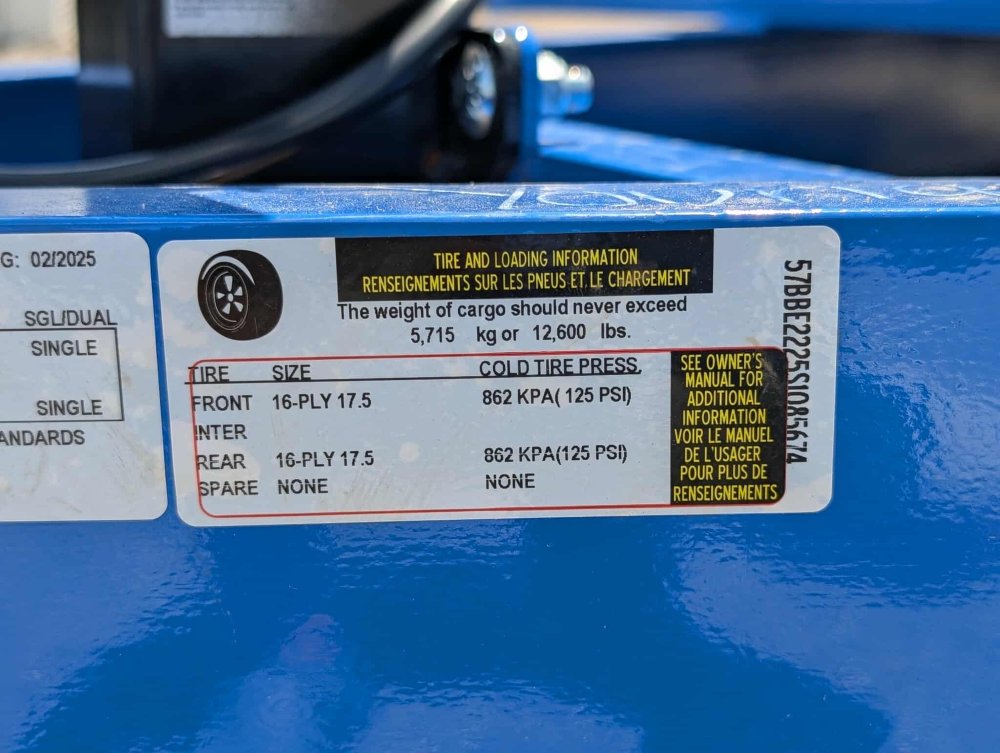 G: 02/2025
SGL/DUAL
SINGLE
SINGLE
ANDARDS
TIRE AND LOADING INFORMATION
RENSEIGNEMENTS SUR LES PNEUS ET LE CHARGEMENT
The weight of cargo should never exceed
5,715 kg or 12,600 lbs.
TIRE SIZE COLD TIRE PRESS.
FRONT 16-PLY 17.5 862 KPA( 125 PSI)
INTER
REAR 16-PLY 17.5 862 KPA(125 PSI)
SPARE NONE NONE
SEE OWNER'S
MANUAL FOR
ADDITIONAL
INFORMATION
VOIR LE MANUEL
DE L'USAGER
POUR PLUS DE
RENSEIGNEMENTS
57BBE2225S1085674